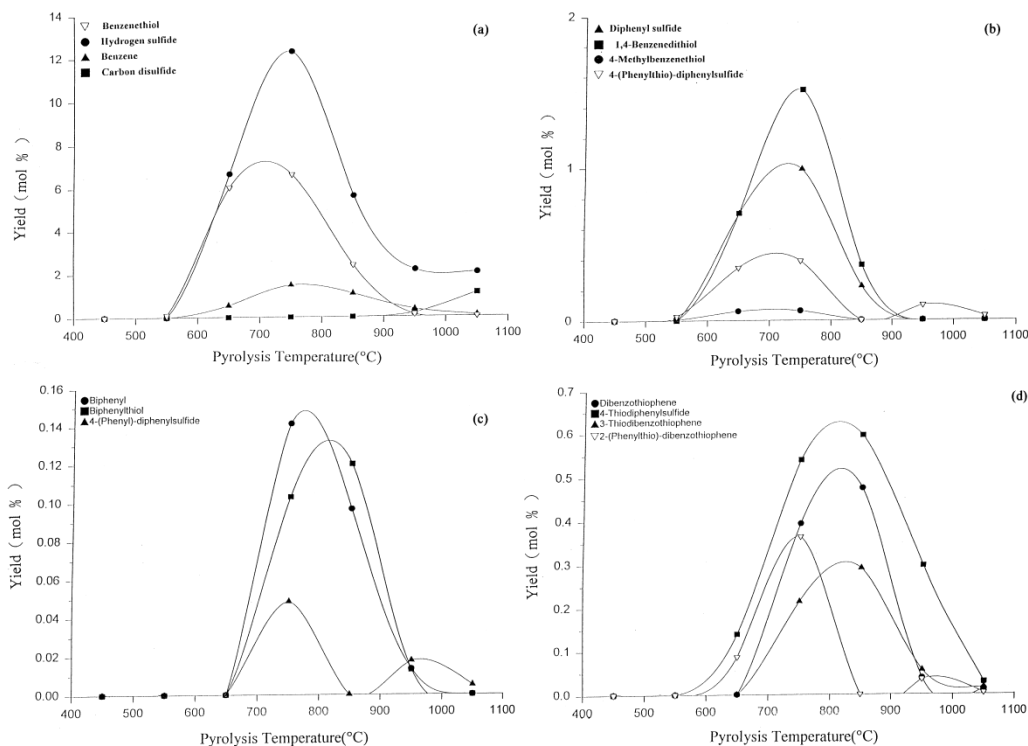 (a)
Benzenethiol
Hydrogen sulfide
Benzene
Carbon disulfide
14
12
10
8
6
4
2
0
Yield ( mol % )
400 500 600 700 800 900 1000 1100
Pyrolysis Temperature(°C)
(b)
Diphenyl sulfide
1,4-Benzenedithiol
4-Methylbenzenethiol
4-(Phenylthio)-diphenylsulfide
2
1
0
Yield ( mol % )
400 500 600 700 800 900 1000 1100
Pyrolysis Temperature(°C)
(c)
Biphenyl
Biphenylthiol
4-(Phenyl)-diphenylsulfide
0.16
0.14
0.12
0.10
0.08
0.06
0.04
0.02
0.00
Yield ( mol % )
400 500 600 700 800 900 1000 1100
Pyrolysis Temperature(°C)
(d)
Dibenzothiophene
4-Thiodiphenylsulfide
3-Thiodibenzothiophene
2-(Phenylthio)-dibenzothiophene
0.7
0.6
0.5
0.4
0.3
0.2
0.1
0.0
Yield ( mol % )
400 500 600 700 800 900 1000 1100
Pyrolysis Temperature(°C)